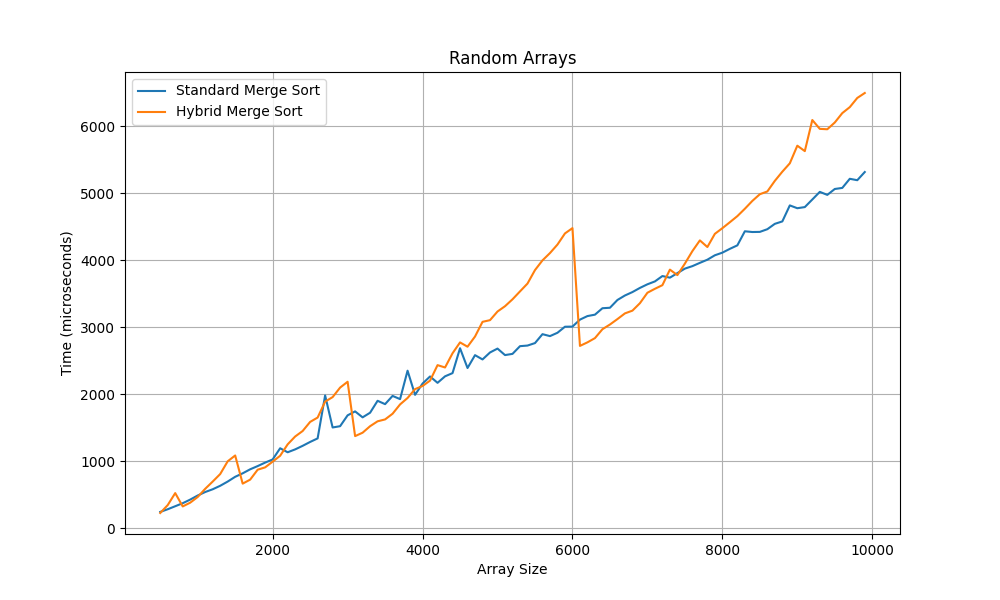 Random Arrays
Standard Merge Sort
Hybrid Merge Sort
6000
5000
4000
3000
2000
1000
0
Time (microseconds)
2000 4000 6000 8000 10000
Array Size